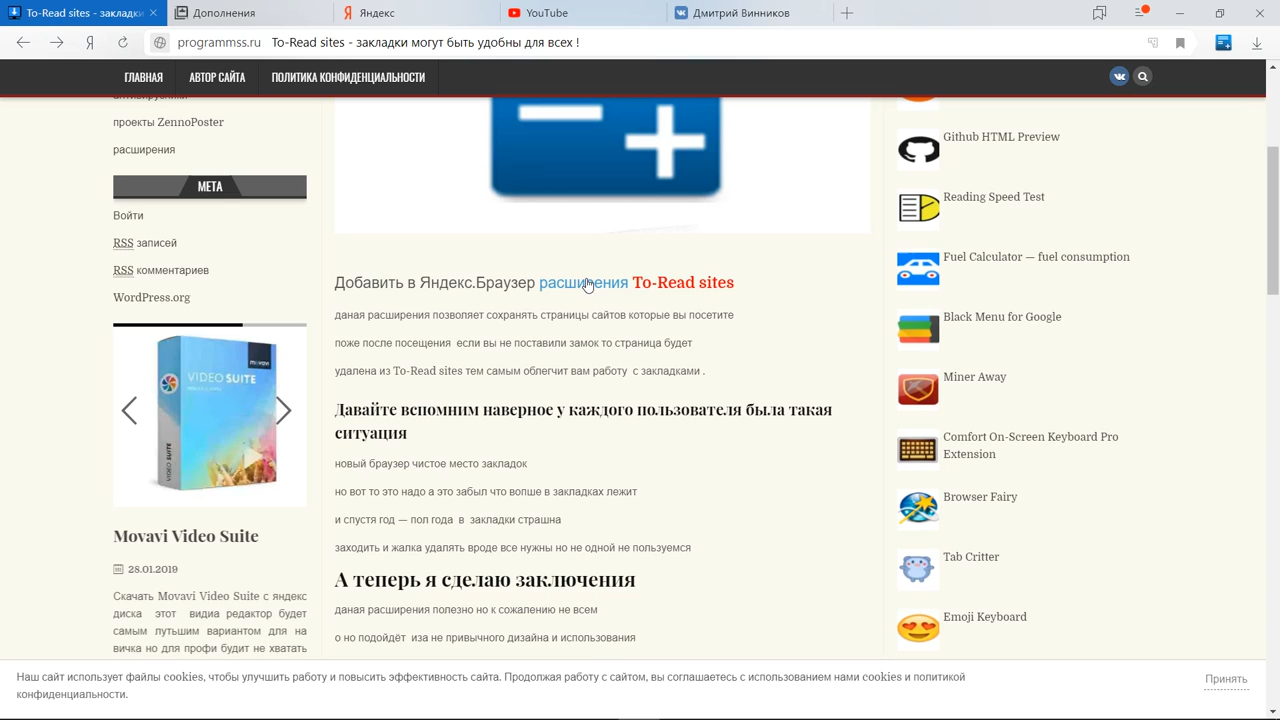 To-Read sites - закладки
Дополнения
Яндекс
YouTube
Дмитрий Винников
programmss.ru To-Read sites - закладки могут быть удобны для всех !
ГЛАВНАЯ
АВТОР САЙТА
ПОЛИТИКА КОНФИДЕНЦИАЛЬНОСТИ
проекты ZennoPoster
расширения
МЕТА
Войти
RSS записей
RSS комментариев
WordPress.org
VIDEO SUITE
Movavi Video Suite
28.01.2019
Скачать Movavi Video Suite с яндекс
диска этот видиа редактор будет
самым лутьшим вариантом для на
вичка но для профи будит не хватать
Добавить в Яндекс.Браузер расширения To-Read sites
даная расширения позволяет сохранять страницы сайтов которые вы посетите
поже после посещения если вы не поставили замок то страница будет
удалена из To-Read sites тем самым облегчит вам работу с закладками .
Давайте вспомним наверное у каждого пользователя была такая
ситуация
новый браузер чистое место закладок
но вот то это надо а это забыл что вопше в закладках лежит
и спустя год — пол года в закладки страшна
заходить и жалка удалять вроде все нужны но не одной не пользуемся
А теперь я сделаю заключения
даная расширения полезно но к сожалению не всем
о но подойдёт иза не привычного дизайна и использования
Github HTML Preview
Reading Speed Test
Fuel Calculator — fuel consumption
Black Menu for Google
Miner Away
Comfort On-Screen Keyboard Pro
Extension
Browser Fairy
Tab Critter
Emoji Keyboard
Наш сайт использует файлы cookies, чтобы улучшить работу и повысить эффективность сайта. Продолжая работу с сайтом, вы соглашаетесь с использованием нами cookies и политикой
конфиденциальности.
Принять